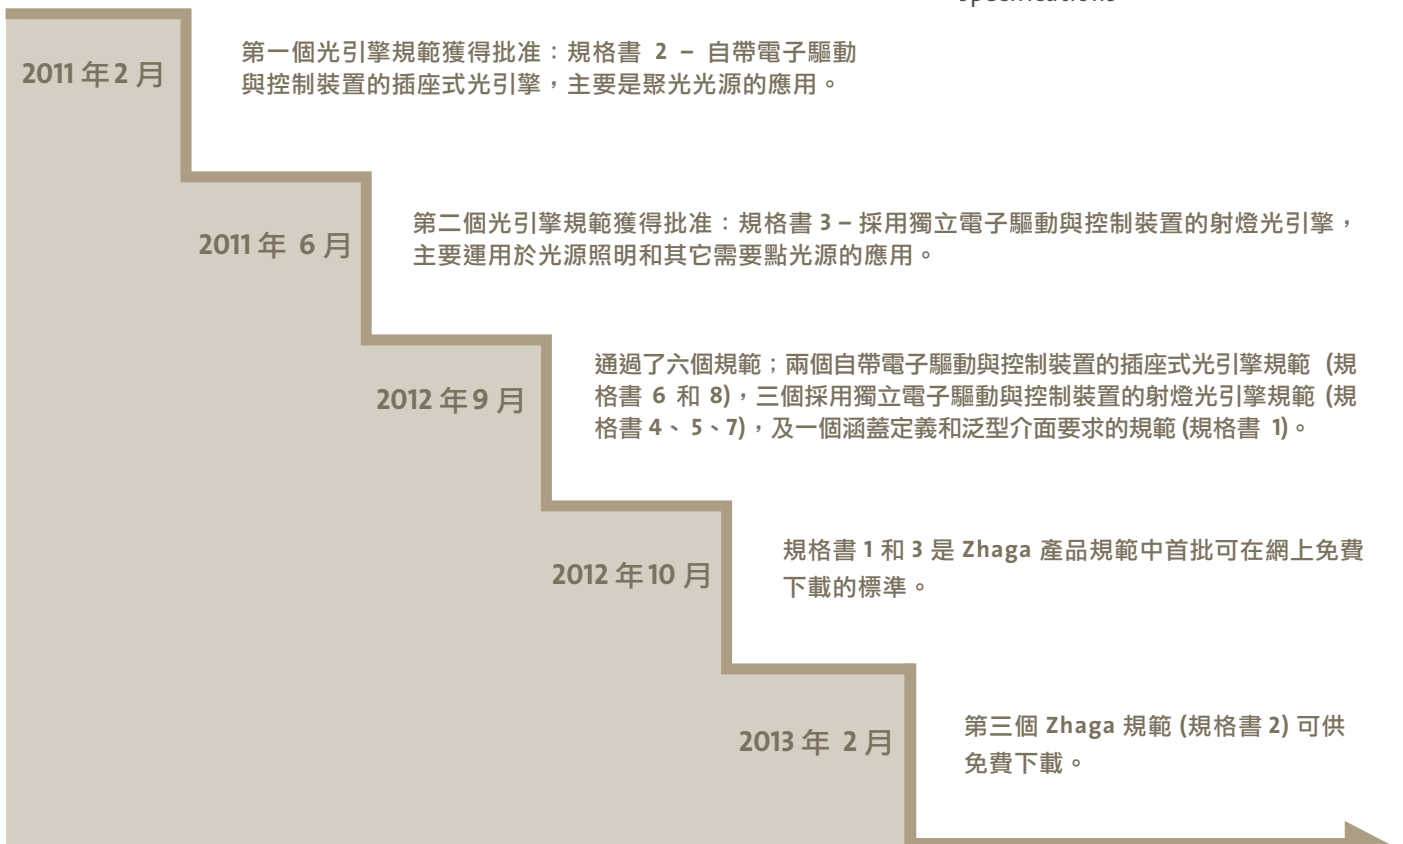 specifications
2011 年 2 月
第一個光引擎規範獲得批准：規格書 2 – 自帶電子驅動
與控制裝置的插座式光引擎，主要是聚光光源的應用。
2011 年 6 月
第二個光引擎規範獲得批准：規格書 3 – 採用獨立電子驅動與控制裝置的射燈光引擎，
主要運用於光源照明和其它需要點光源的應用。
2012 年 9 月
通過了六個規範；兩個自帶電子驅動與控制裝置的插座式光引擎規範 (規
格書 6 和 8)，三個採用獨立電子驅動與控制裝置的射燈光引擎規範 (規
格書 4、5、7)，及一個涵蓋定義和泛型介面要求的規範 (規格書 1)。
2012 年 10 月
規格書 1 和 3 是 Zhaga 產品規範中首批可在網上免費
下載的標準。
2013 年 2 月
第三個 Zhaga 規範 (規格書 2) 可供
免費下載。